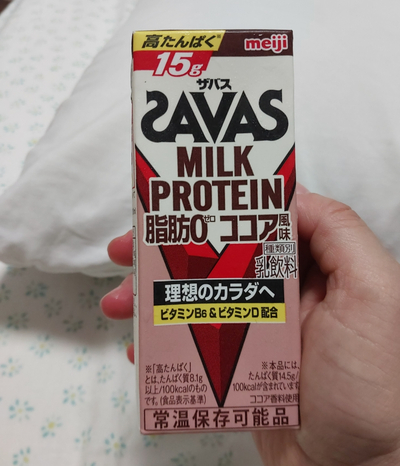 高たんぱく※
meiji
15g
ザバス
SAVAS
MILK
PROTEIN
脂肪0ゼロ ココア風味
種類別
乳飲料
理想のカラダへ
ビタミンB6 & ビタミンD 配合
※「高たんぱく」
とは、たんぱく質8.1g
以上/100kcalのもの
です。(食品表示基準)
※本品には、
たんぱく質14.5g/
100kcalが含まれています
ココア香料使用
常温保存可能品